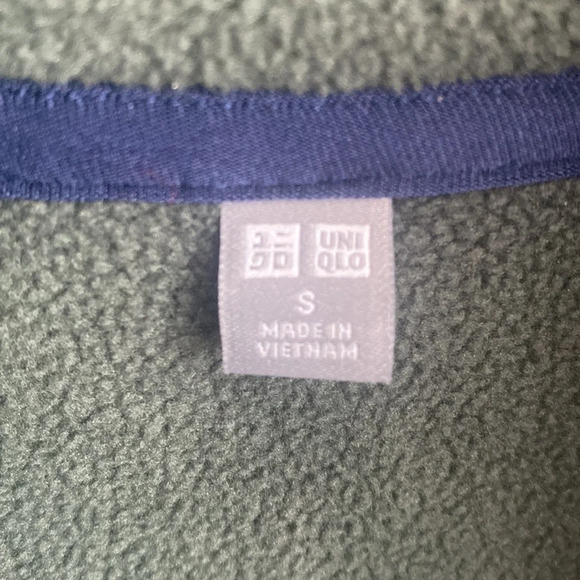 ユニ UNI
クロ QLO
S
MADE IN
VIETNAM